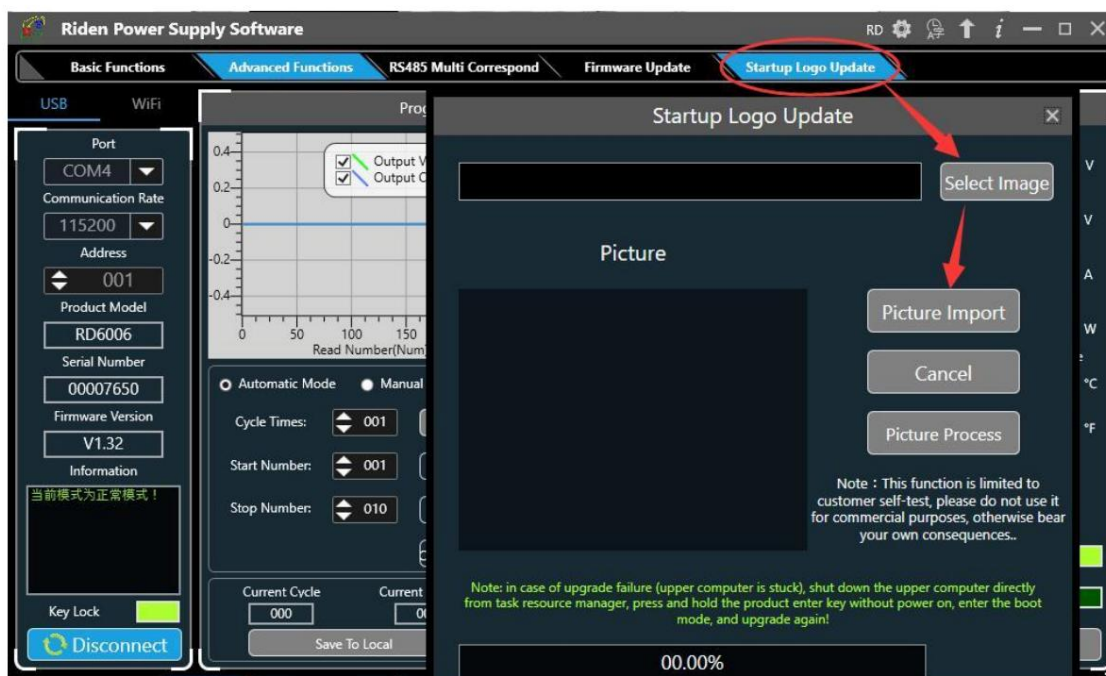 Riden Power Supply Software
RD
Basic Functions
Advanced Functions
RS485 Multi Correspond
Firmware Update
Startup Logo Update
USB
WiFi
Port
COM4
Communication Rate
115200
Address
001
Product Model
RD6006
Serial Number
00007650
Firmware Version
V1.32
Information
当前模式为正常模式！
Key Lock
Disconnect
Prog
0.4
0.2
0
-0.2
-0.4
Output V
Output C
0 50 100 150
Read Number(Num)
Automatic Mode
Manual
Cycle Times:
001
Start Number:
001
Stop Number:
010
Current Cycle
Current
000
00
Save To Local
Startup Logo Update
Select Image
Picture
Picture Import
Cancel
Picture Process
Note：This function is limited to
customer self-test, please do not use it
for commercial purposes, otherwise bear
your own consequences..
Note: in case of upgrade failure (upper computer is stuck), shut down the upper computer directly
from task resource manager, press and hold the product enter key without power on, enter the boot
mode, and upgrade again!
00.00%
V
V
A
W
°C
°F